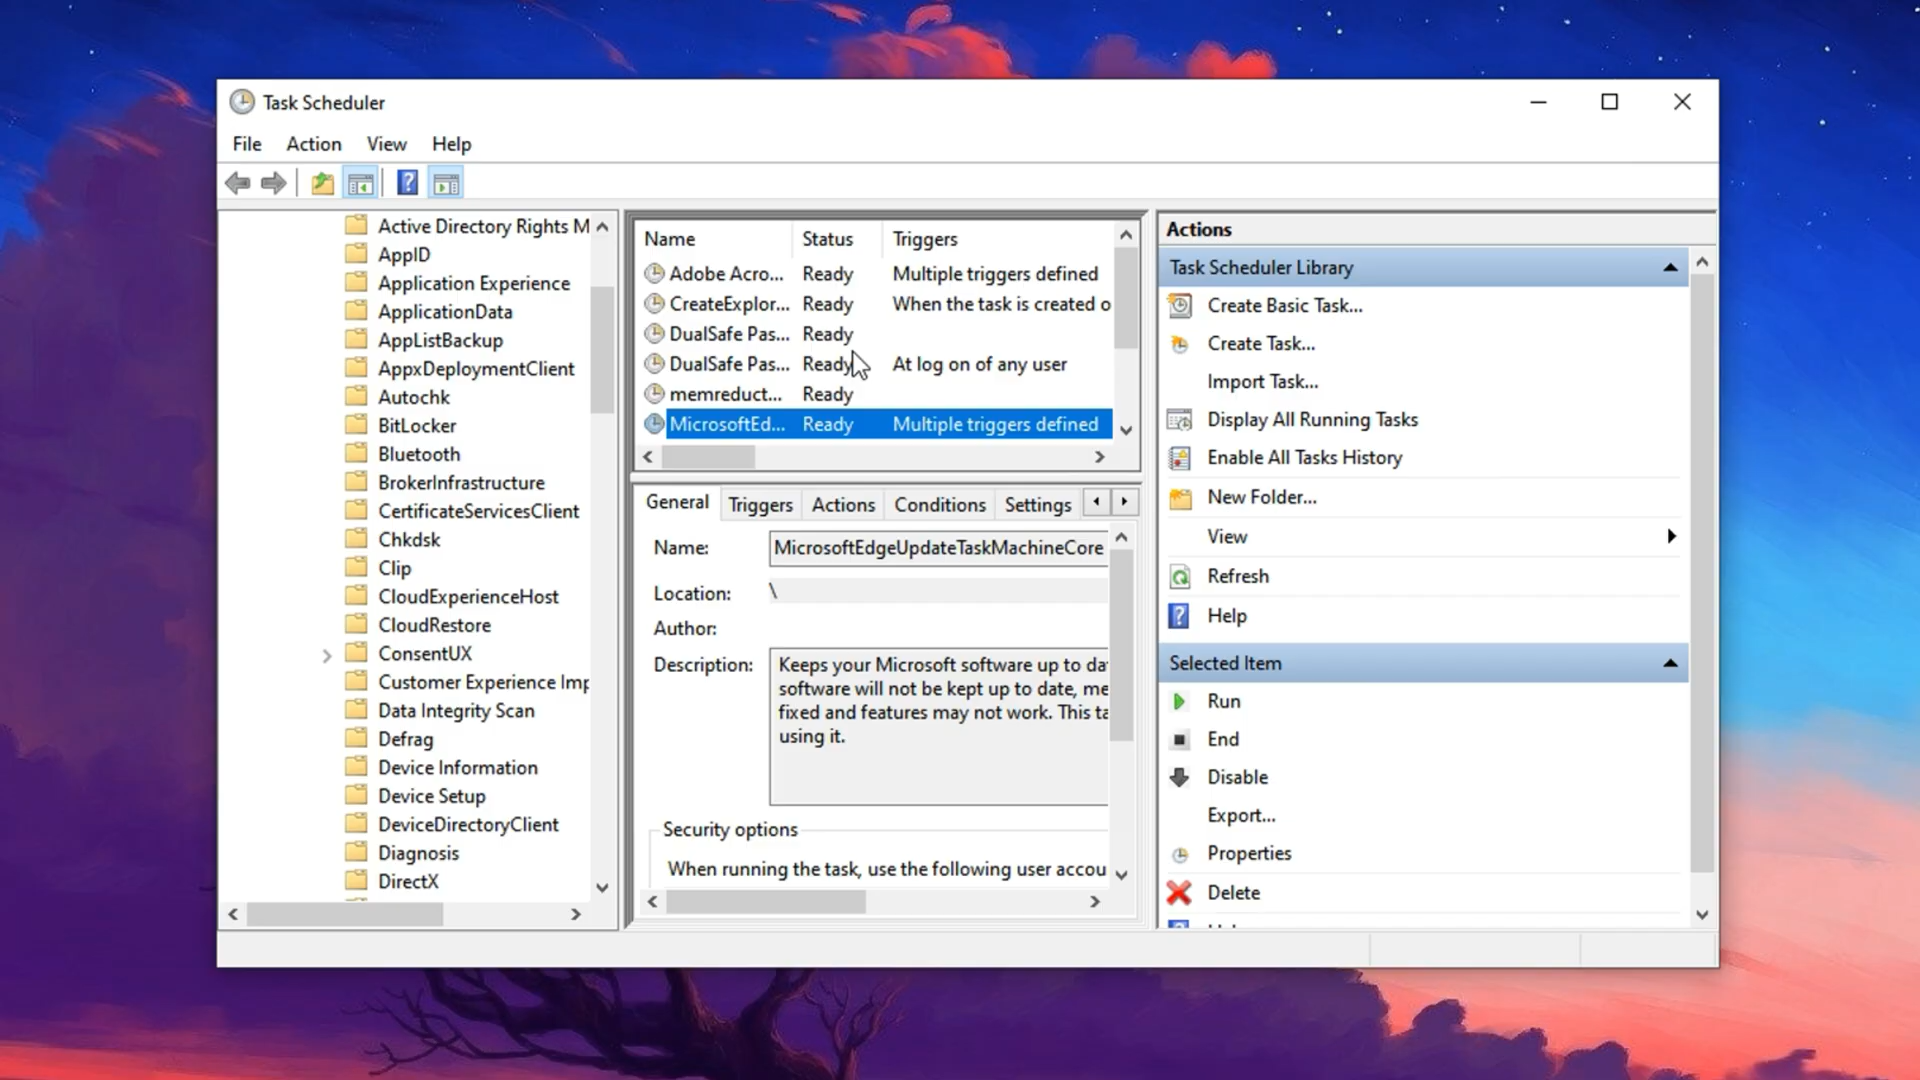 Task Scheduler
File Action View Help
Active Directory Rights M
AppID
Application Experience
ApplicationData
AppListBackup
AppxDeploymentClient
Autochk
BitLocker
Bluetooth
BrokerInfrastructure
CertificateServicesClient
Chkdsk
Clip
CloudExperienceHost
CloudRestore
ConsentUX
Customer Experience Imp
Data Integrity Scan
Defrag
Device Information
Device Setup
DeviceDirectoryClient
Diagnosis
DirectX
Name Status Triggers
Adobe Acro... Ready Multiple triggers defined
CreateExplor... Ready When the task is created o
DualSafe Pas... Ready
DualSafe Pas... Ready At log on of any user
memreduct... Ready
MicrosoftEd... Ready Multiple triggers defined
General Triggers Actions Conditions Settings
Name: MicrosoftEdgeUpdateTaskMachineCore
Location: \
Author:
Description: Keeps your Microsoft software up to da
software will not be kept up to date, me
fixed and features may not work. This ta
using it.
Security options
When running the task, use the following user accou
Actions
Task Scheduler Library
Create Basic Task...
Create Task...
Import Task...
Display All Running Tasks
Enable All Tasks History
New Folder...
View
Refresh
Help
Selected Item
Run
End
Disable
Export...
Properties
Delete